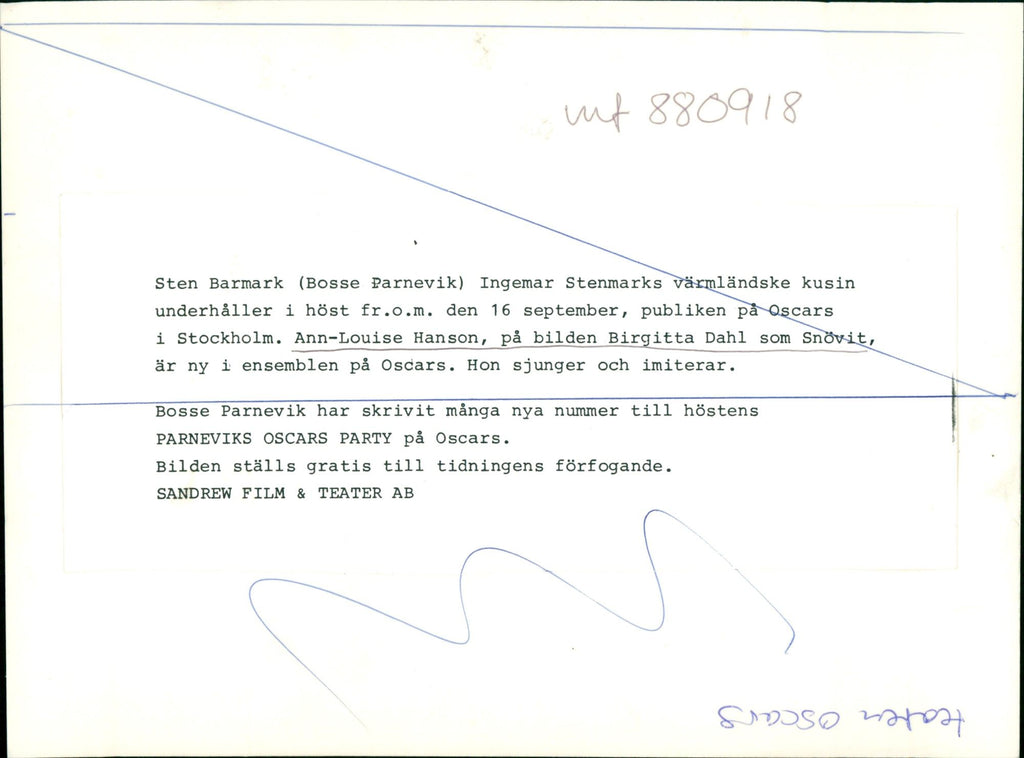 mf 880918
Sten Barmark (Bosse Parnevik) Ingemar Stenmarks värmländske kusin
underhåller i höst fr.o.m. den 16 september, publiken på Oscars
i Stockholm. Ann-Louise Hanson, på bilden Birgitta Dahl som Snövit,
är ny i ensemblen på Oscars. Hon sjunger och imiterar.
Bosse Parnevik har skrivit många nya nummer till höstens
PARNEVIKS OSCARS PARTY på Oscars.
Bilden ställs gratis till tidningens förfogande.
SANDREW FILM & TEATER AB
teatern oscars